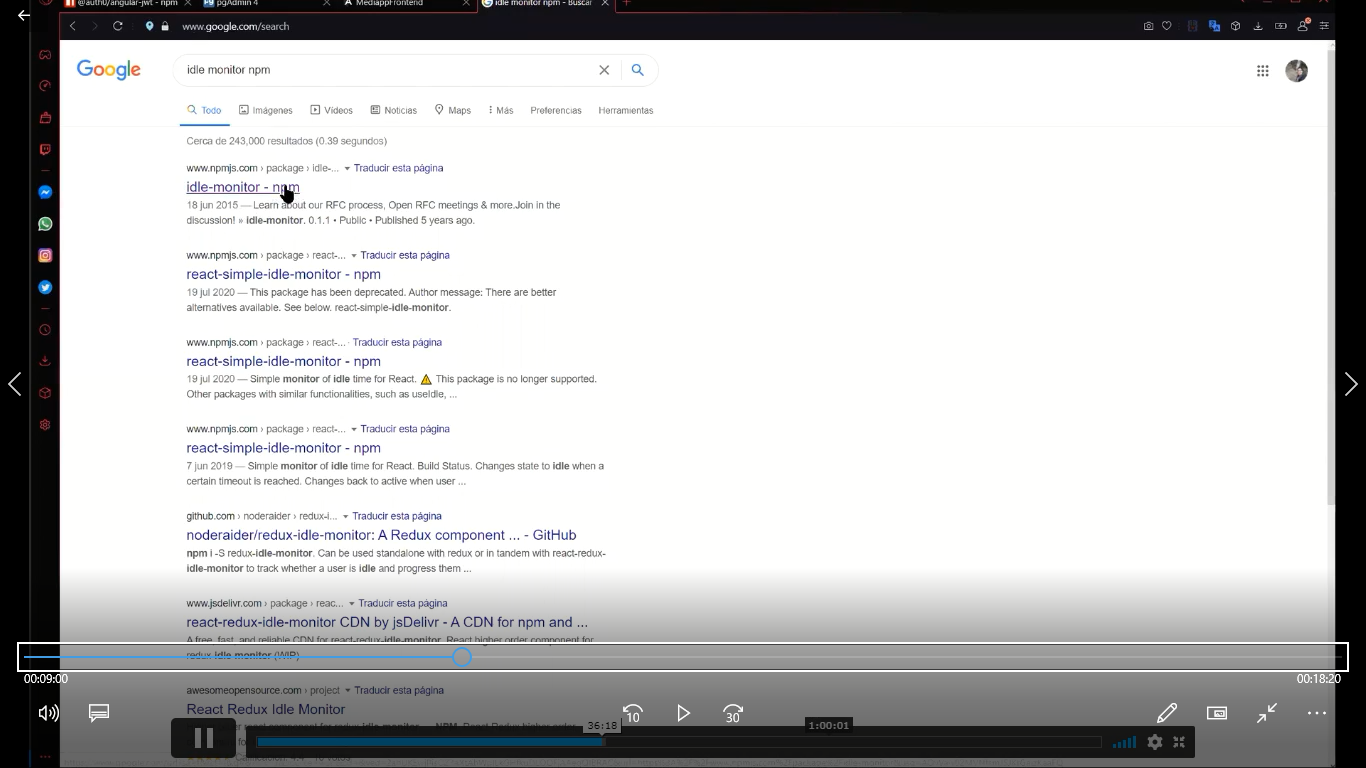 @auth0/angular-jwt - npm
pgAdmin 4
MediappFrontend
idle monitor npm - Buscar
www.google.com/search
Google
idle monitor npm
Todo
Imágenes
Vídeos
Noticias
Maps
Más
Preferencias
Herramientas
Cerca de 243,000 resultados (0.39 segundos)
www.npmjs.com › package › idle-... Traducir esta página
idle-monitor - npm
18 jun 2015 — Learn about our RFC process, Open RFC meetings & more.Join in the
discussion! » idle-monitor. 0.1.1 • Public • Published 5 years ago.
www.npmjs.com › package › react-... Traducir esta página
react-simple-idle-monitor - npm
19 jul 2020 — This package has been deprecated. Author message: There are better
alternatives available. See below. react-simple-idle-monitor.
www.npmjs.com › package › react-... Traducir esta página
react-simple-idle-monitor - npm
19 jul 2020 — Simple monitor of idle time for React. ⚠ This package is no longer supported.
Other packages with similar functionalities, such as useIdle, ...
www.npmjs.com › package › react-... Traducir esta página
react-simple-idle-monitor - npm
7 jun 2019 — Simple monitor of idle time for React. Build Status. Changes state to idle when a
certain timeout is reached. Changes back to active when user ...
github.com › noderaider › redux-i... Traducir esta página
noderaider/redux-idle-monitor: A Redux component ... - GitHub
npm i -S redux-idle-monitor. Can be used standalone with redux or in tandem with react-redux-
idle-monitor to track whether a user is idle and progress them ...
www.jsdelivr.com › package › reac... Traducir esta página
react-redux-idle-monitor CDN by jsDelivr - A CDN for npm and ...
A free, fast, and reliable CDN for react-redux-idle-monitor. React higher order component for
redux-idle-monitor (WIP)
00:09:00
00:18:20
awesomeopensource.com › project Traducir esta página
React Redux Idle Monitor
10
30
36:18
1:00:01